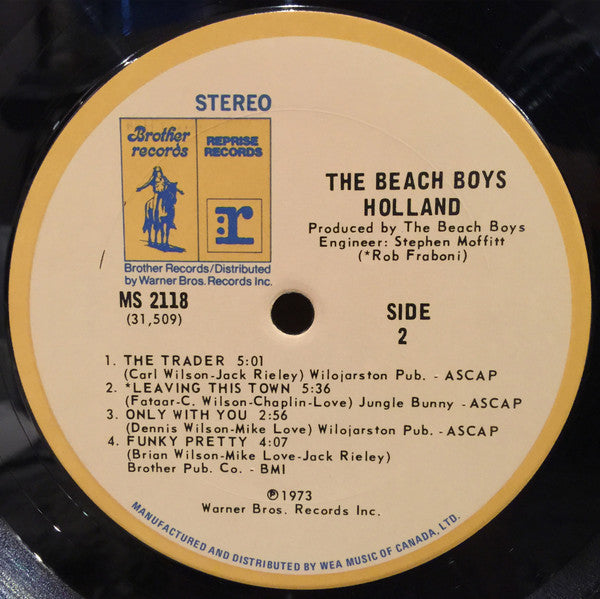 STEREO
Brother
records
REPRISE
RECORDS
r
Brother Records/Distributed
by Warner Bros. Records Inc.
MS 2118
(31,509)
THE BEACH BOYS
HOLLAND
Produced by The Beach Boys
Engineer: Stephen Moffitt
(*Rob Fraboni)
SIDE
2
1. THE TRADER 5:01
(Carl Wilson-Jack Rieley) Wilojarston Pub. - ASCAP
2. *LEAVING THIS TOWN 5:36
(Fataar-C. Wilson-Chaplin-Love) Jungle Bunny - ASCAP
3. ONLY WITH YOU 2:56
(Dennis Wilson-Mike Love) Wilojarston Pub. - ASCAP
4. FUNKY PRETTY 4:07
(Brian Wilson-Mike Love-Jack Rieley)
Brother Pub. Co. - BMI
℗1973
Warner Bros. Records Inc.
MANUFACTURED AND DISTRIBUTED BY WEA MUSIC OF CANADA, LTD.